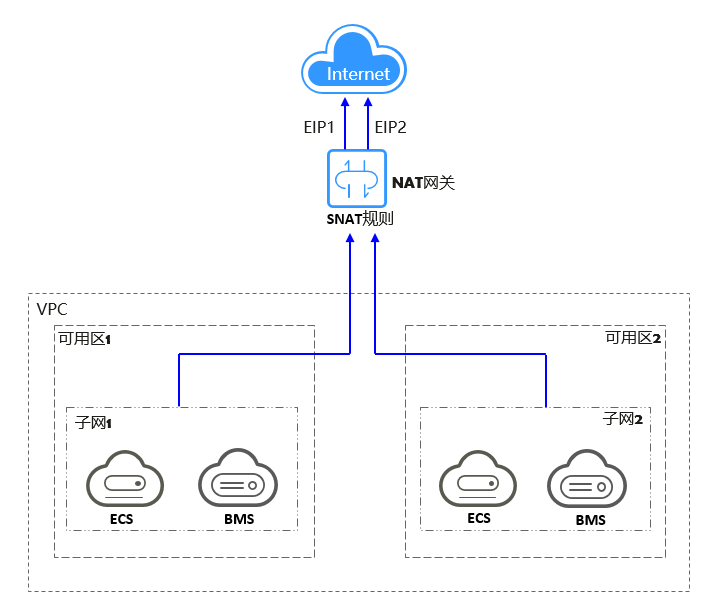 Internet
EIP1
EIP2
NAT网关
SNAT规则
VPC
可用区1
可用区2
子网1
子网2
ECS
BMS
ECS
BMS